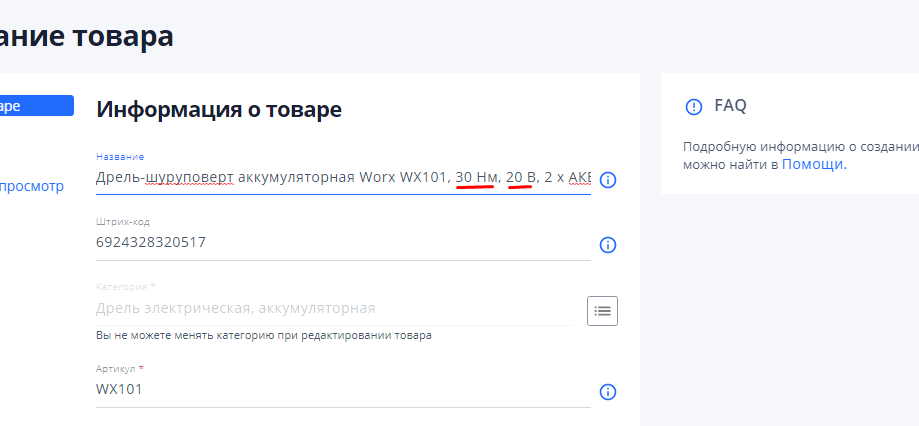 ание товара
аре
просмотр
Информация о товаре
Название
Дрель-шуруповерт аккумуляторная Worx WX101, 30 Нм, 20 В, 2 x АКБ
Штрих-код
6924328320517
Категория *
Дрель электрическая, аккумуляторная
Вы не можете менять категорию при редактировании товара
Артикул *
WX101
FAQ
Подробную информацию о создании
можно найти в Помощи.